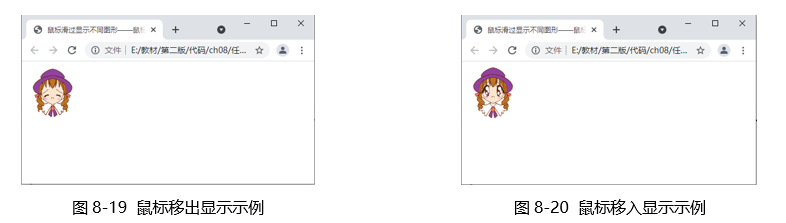 鼠标滑过显示不同图形——鼠标
文件 E:/教材/第二版/代码/ch08/任...
鼠标滑过显示不同图形——鼠标
文件 E:/教材/第二版/代码/ch08/任...
图 8-19 鼠标移出显示示例
图 8-20 鼠标移入显示示例